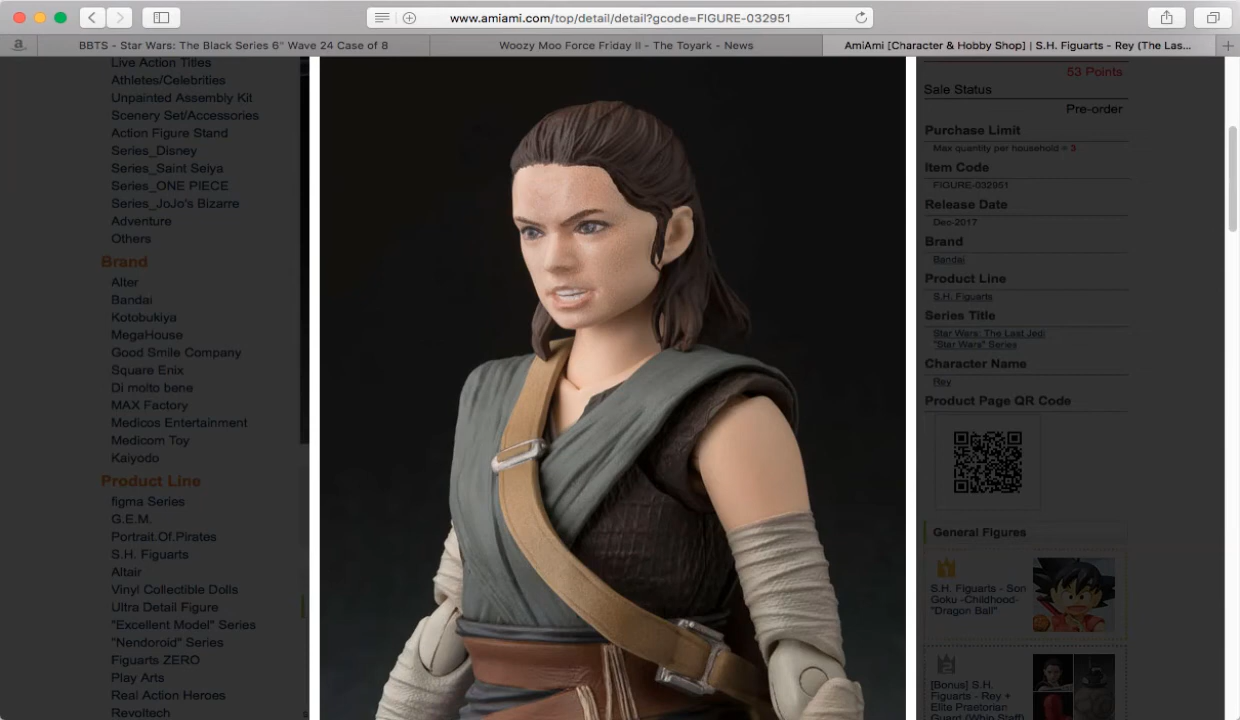 www.amiami.com/top/detail/detail?gcode=FIGURE-032951
BBTS - Star Wars: The Black Series 6" Wave 24 Case of 8
Woozy Moo Force Friday II - The Toyark - News
AmiAmi [Character & Hobby Shop] | S.H. Figuarts - Rey (The Las...
Live Action Titles
Athletes/Celebrities
Unpainted Assembly Kit
Scenery Set/Accessories
Action Figure Stand
Series_Disney
Series_Saint Seiya
Series_ONE PIECE
Series_JoJo's Bizarre
Adventure
Others
Brand
Alter
Bandai
Kotobukiya
MegaHouse
Good Smile Company
Square Enix
Di molto bene
MAX Factory
Medicos Entertainment
Medicom Toy
Kaiyodo
Product Line
figma Series
G.E.M.
Portrait.Of.Pirates
S.H. Figuarts
Altair
Vinyl Collectible Dolls
Ultra Detail Figure
"Excellent Model" Series
"Nendoroid" Series
Figuarts ZERO
Play Arts
Real Action Heroes
Revoltech
53 Points
Sale Status
Pre-order
Purchase Limit
Max quantity per household = 3
Item Code
FIGURE-032951
Release Date
Dec-2017
Brand
Bandai
Product Line
S.H. Figuarts
Series Title
Star Wars: The Last Jedi
"Star Wars" Series
Character Name
Rey
Product Page QR Code
General Figures
1
S.H. Figuarts - Son
Goku -Childhood-
"Dragon Ball"
2
[Bonus] S.H.
Figuarts - Rey +
Elite Praetorian
Guard (Whip Staff)